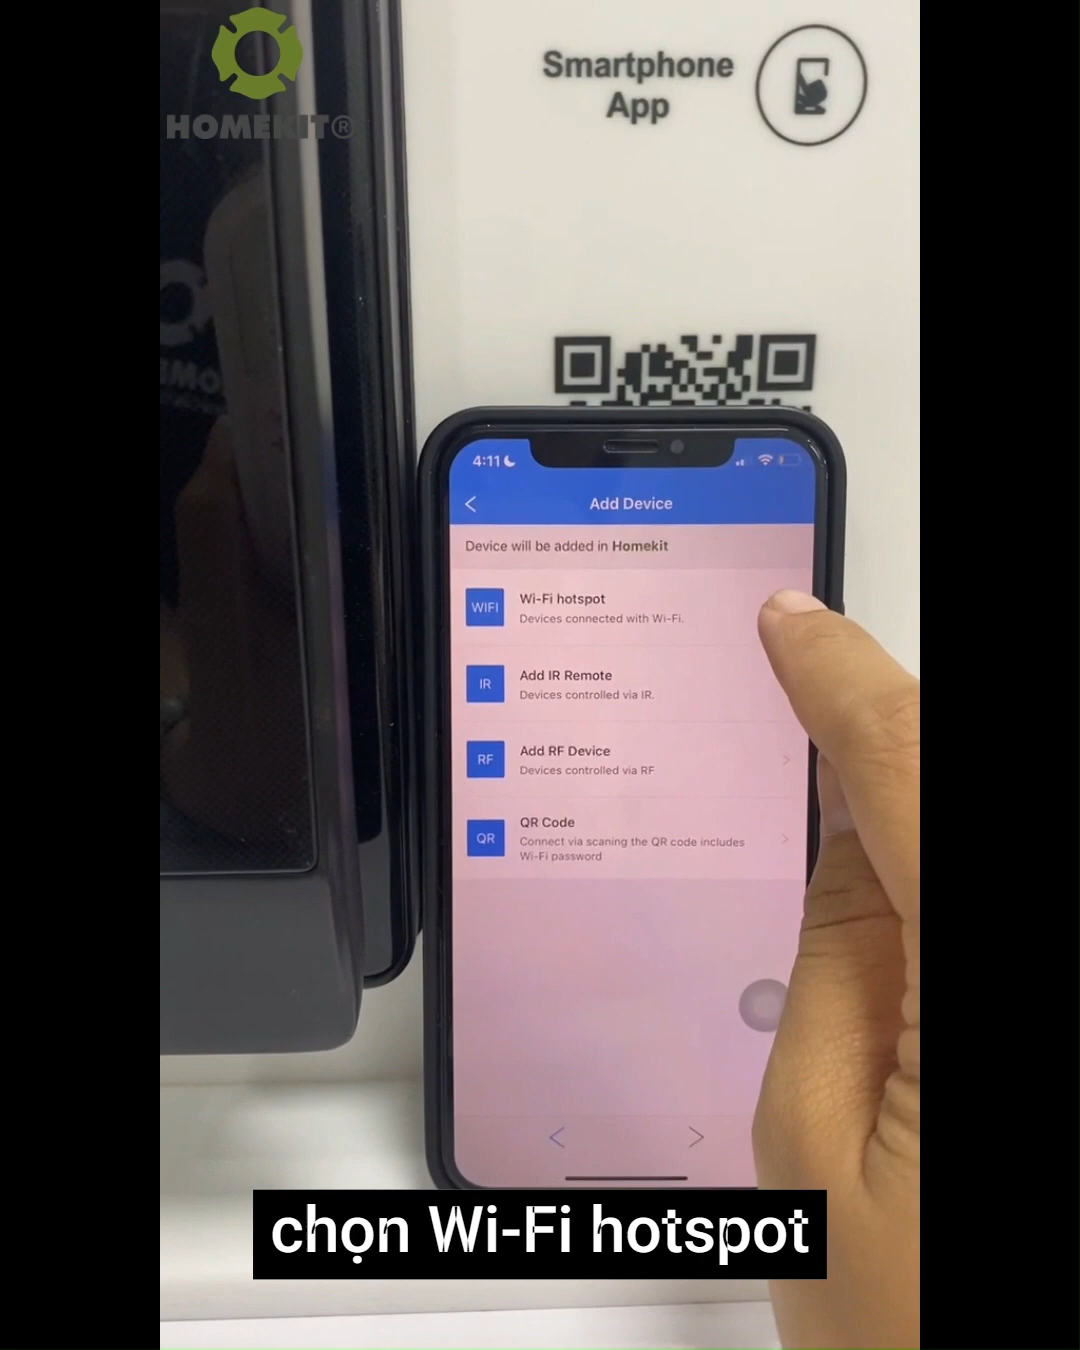 HOMEKIT®
Smartphone
App
4:11
Add Device
Device will be added in Homekit
WIFI
Wi-Fi hotspot
Devices connected with Wi-Fi.
IR
Add IR Remote
Devices controlled via IR.
RF
Add RF Device
Devices controlled via RF
QR
QR Code
Connect via scaning the QR code includes
Wi-Fi password
chọn Wi-Fi hotspot